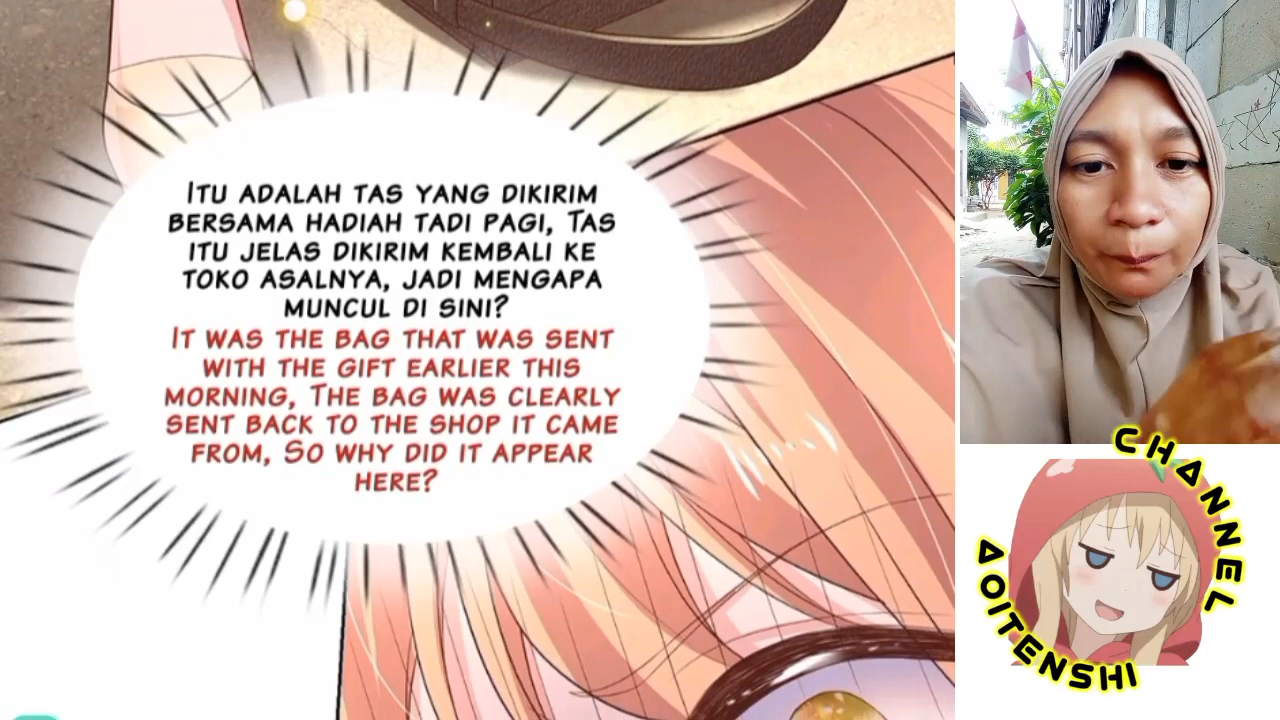 ITU ADALAH TAS YANG DIKIRIM
BERSAMA HADIAH TADI PAGI, TAS
ITU JELAS DIKIRIM KEMBALI KE
TOKO ASALNYA, JADI MENGAPA
MUNCUL DI SINI?
IT WAS THE BAG THAT WAS SENT
WITH THE GIFT EARLIER THIS
MORNING, THE BAG WAS CLEARLY
SENT BACK TO THE SHOP IT CAME
FROM, SO WHY DID IT APPEAR
HERE?
CHANNEL
AOITENSHI